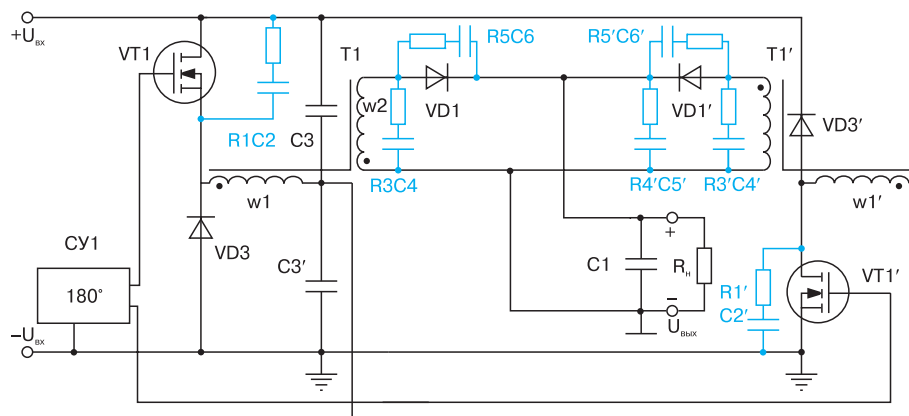 +Uвх
VT1
R1C2
C3
T1
w2
R5C6
VD1
R3C4
R5'C6'
VD1'
T1'
R4'C5'
R3'C4'
VD3'
w1
w1'
VD3
СУ1
180°
C3'
C1
+
Rн
−
Uвых
R1'
C2'
VT1'
−Uвх